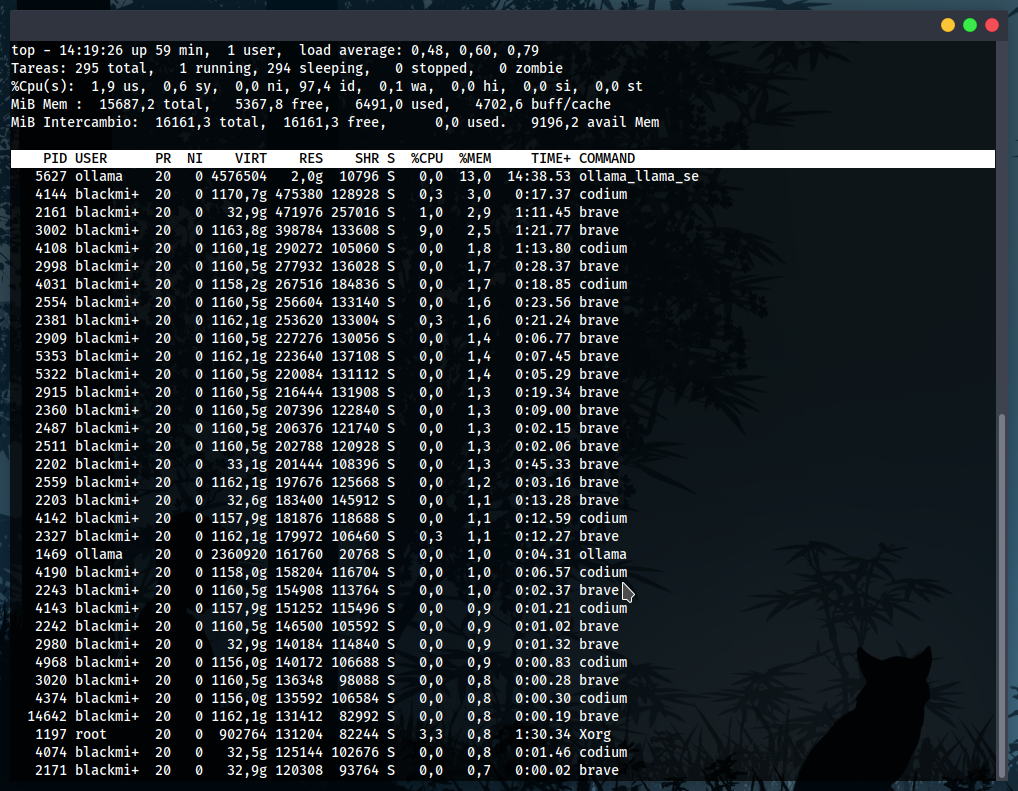 top - 14:19:26 up 59 min,  1 user,  load average: 0,48, 0,60, 0,79
Tareas: 295 total,   1 running, 294 sleeping,   0 stopped,   0 zombie
%Cpu(s):  1,9 us,  0,6 sy,  0,0 ni, 97,4 id,  0,1 wa,  0,0 hi,  0,0 si,  0,0 st
MiB Mem :  15687,2 total,   5367,8 free,   6491,0 used,   4702,6 buff/cache
MiB Intercambio:  16161,3 total,  16161,3 free,      0,0 used.   9196,2 avail Mem
PID USER PR NI VIRT RES SHR S %CPU %MEM TIME+ COMMAND
5627 ollama 20 0 4576504 2,0g 10796 S 0,0 13,0 14:38.53 ollama_llama_se
4144 blackmi+ 20 0 1170,7g 475380 128928 S 0,3 3,0 0:17.37 codium
2161 blackmi+ 20 0 32,9g 471976 257016 S 1,0 2,9 1:11.45 brave
3002 blackmi+ 20 0 1163,8g 398784 133608 S 9,0 2,5 1:21.77 brave
4108 blackmi+ 20 0 1160,1g 290272 105060 S 0,0 1,8 1:13.80 codium
2998 blackmi+ 20 0 1160,5g 277932 136028 S 0,0 1,7 0:28.37 brave
4031 blackmi+ 20 0 1158,2g 267516 184836 S 0,0 1,7 0:18.85 codium
2554 blackmi+ 20 0 1160,5g 256604 133140 S 0,0 1,6 0:23.56 brave
2381 blackmi+ 20 0 1162,1g 253620 133004 S 0,3 1,6 0:21.24 brave
2909 blackmi+ 20 0 1160,5g 227276 130056 S 0,0 1,4 0:06.77 brave
5353 blackmi+ 20 0 1162,1g 223640 137108 S 0,0 1,4 0:07.45 brave
5322 blackmi+ 20 0 1160,5g 220084 131112 S 0,0 1,4 0:05.29 brave
2915 blackmi+ 20 0 1160,5g 216444 131908 S 0,0 1,3 0:19.34 brave
2360 blackmi+ 20 0 1160,5g 207396 122840 S 0,0 1,3 0:09.00 brave
2487 blackmi+ 20 0 1160,5g 206376 121740 S 0,0 1,3 0:02.15 brave
2511 blackmi+ 20 0 1160,5g 202788 120928 S 0,0 1,3 0:02.06 brave
2202 blackmi+ 20 0 33,1g 201444 108396 S 0,0 1,3 0:45.33 brave
2559 blackmi+ 20 0 1162,1g 197676 125668 S 0,0 1,2 0:03.16 brave
2203 blackmi+ 20 0 32,6g 183400 145912 S 0,0 1,1 0:13.28 brave
4142 blackmi+ 20 0 1157,9g 181876 118688 S 0,0 1,1 0:12.59 codium
2327 blackmi+ 20 0 1162,1g 179972 106460 S 0,3 1,1 0:12.27 brave
1469 ollama 20 0 2360920 161760 20768 S 0,0 1,0 0:04.31 ollama
4190 blackmi+ 20 0 1158,0g 158204 116704 S 0,0 1,0 0:06.57 codium
2243 blackmi+ 20 0 1160,5g 154908 113764 S 0,0 1,0 0:02.37 brave
4143 blackmi+ 20 0 1157,9g 151252 115496 S 0,0 0,9 0:01.21 codium
2242 blackmi+ 20 0 1160,5g 146500 105592 S 0,0 0,9 0:01.02 brave
2980 blackmi+ 20 0 32,9g 140184 114840 S 0,0 0,9 0:01.32 brave
4968 blackmi+ 20 0 1156,0g 140172 106688 S 0,0 0,9 0:00.83 codium
3020 blackmi+ 20 0 1160,5g 136348 98088 S 0,0 0,8 0:00.28 brave
4374 blackmi+ 20 0 1156,0g 135592 106584 S 0,0 0,8 0:00.30 codium
14642 blackmi+ 20 0 1162,1g 131412 82992 S 0,0 0,8 0:00.19 brave
1197 root 20 0 902764 131204 82244 S 3,3 0,8 1:30.34 Xorg
4074 blackmi+ 20 0 32,5g 125144 102676 S 0,0 0,8 0:01.46 codium
2171 blackmi+ 20 0 32,9g 120308 93764 S 0,0 0,7 0:00.02 brave